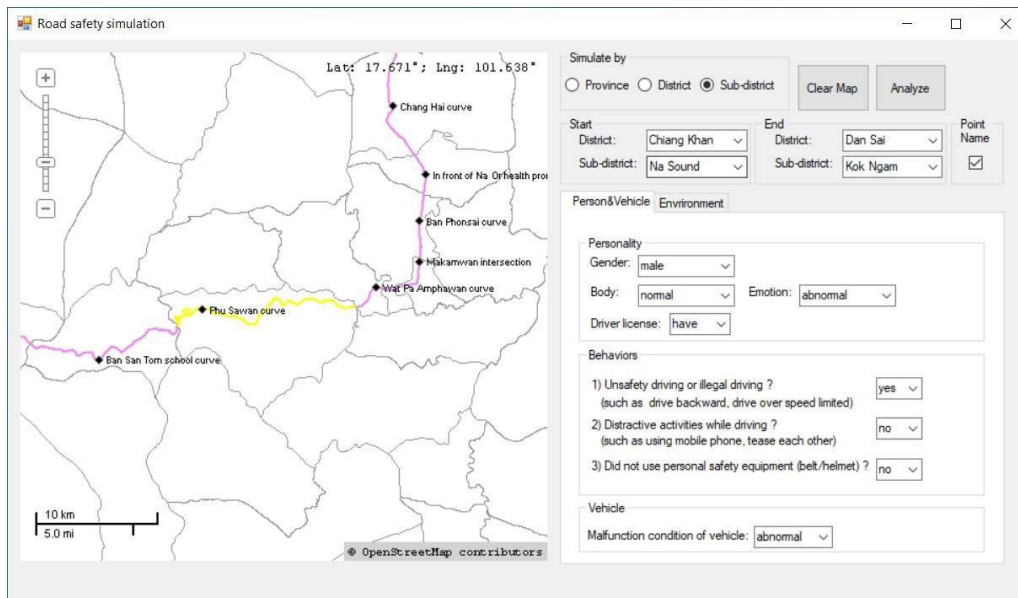 Road safety simulation
Lat: 17.671°; Lng: 101.638°
Chang Hai curve
In front of Na Or health pron
Ban Phonsai curve
Makamwan intersection
Wat Pa Amphawan curve
Phu Sawan curve
Ban San Tom school curve
10 km
5.0 mi
© OpenStreetMap contributors
Simulate by
Province District Sub-district
Clear Map Analyze
Start
District: Chiang Khan
Sub-district: Na Sound
End
District: Dan Sai
Sub-district: Kok Ngam
Point
Name
Person&Vehicle Envrironment
Personality
Gender: male
Body: normal Emotion: abnormal
Driver license: have
Behaviors
1) Unsafety driving or illegal driving ? yes
(such as drive backward, drive over speed limited)
2) Distractive activities while driving ? no
(such as using mobile phone, tease each other)
3) Did not use personal safety equipment (belt/helmet) ? no
Vehicle
Malfunction condition of vehicle: abnormal